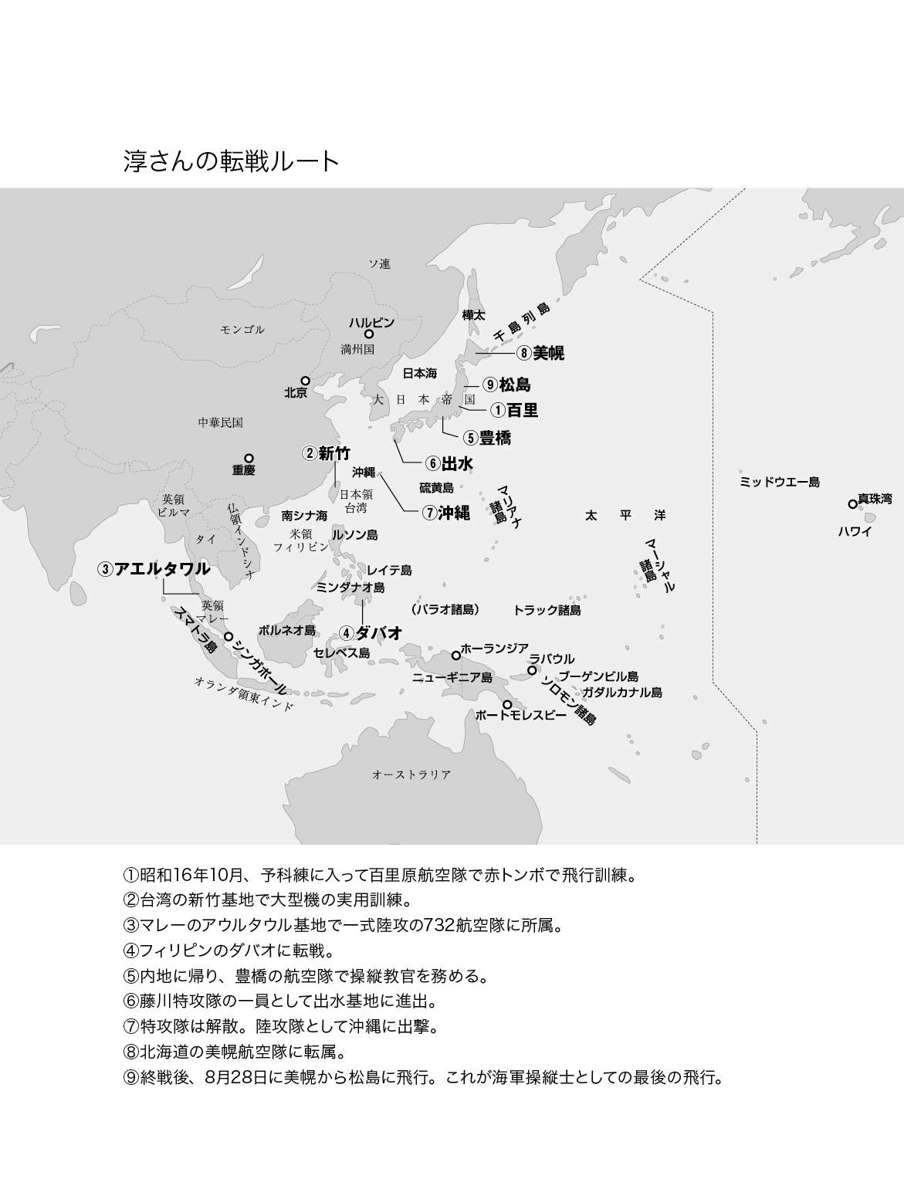 淳さんの転戦ルート
ソ連
樺太
千島列島
ハルビン
モンゴル
満州国
⑧美幌
日本海
⑨松島
北京
大日本帝国
①百里
中華民国
⑤豊橋
②新竹
⑥出水
重慶
沖縄
ミッドウエー島
硫黄島
日本領
台湾
マリアナ
諸島
英領
ビルマ
真珠湾
仏領インドシナ
南シナ海
⑦沖縄
太平洋
ハワイ
米領
フィリピン
ルソン島
タイ
マーシャル
諸島
③アエルタワル
レイテ島
ミンダナオ島
英領
マレー
(パラオ諸島)
トラック諸島
スマトラ島
ボルネオ島
④ダバオ
シンガポール
セレベス島
ホーランジア
ラバウル
ニューギニア島
ブーゲンビル島
オランダ領東インド
ソロモン諸島
ガダルカナル島
ポートモレスビー
オーストラリア
①昭和16年10月、予科練に入って百里原航空隊で赤トンボで飛行訓練。
②台湾の新竹基地で大型機の実用訓練。
③マレーのアウルタウル基地で一式陸攻の732航空隊に所属。
④フィリピンのダバオに転戦。
⑤内地に帰り、豊橋の航空隊で操縦教官を務める。
⑥藤川特攻隊の一員として出水基地に進出。
⑦特攻隊は解散。陸攻隊として沖縄に出撃。
⑧北海道の美幌航空隊に転属。
⑨終戦後、8月28日に美幌から松島に飛行。これが海軍操縦士としての最後の飛行。